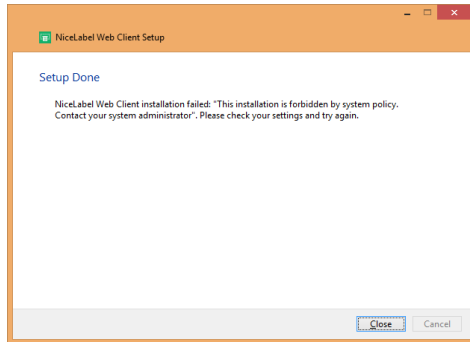 NiceLabel Web Client Setup
Setup Done
NiceLabel Web Client installation failed: "This installation is forbidden by system policy.
Contact your system administrator". Please check your settings and try again.
Close Cancel